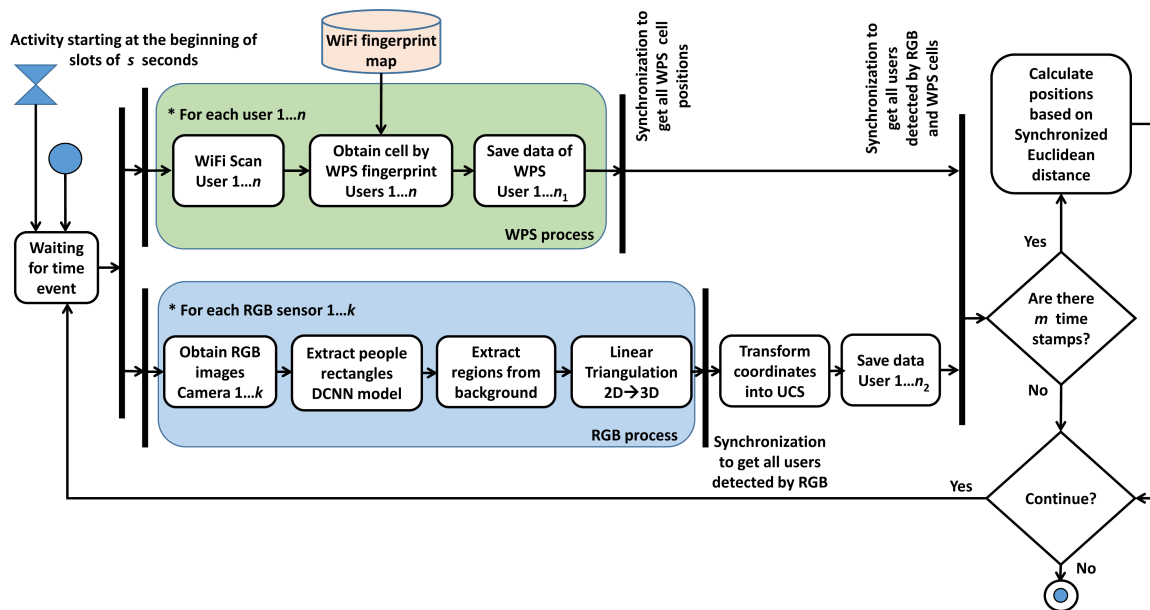 Activity starting at the beginning of
slots of s seconds
WiFi fingerprint
map
Synchronization to
get all WPS cell
positions
Synchronization to
get all users
detected by RGB
and WPS cells
Calculate
positions
based on
Synchronized
Euclidean
distance
* For each user 1...n
WiFi Scan
User 1...n
Obtain cell by
WPS fingerprint
Users 1...n
Save data of
WPS
User 1...n1
WPS process
Waiting
for time
event
Yes
Are there
m time
stamps?
No
* For each RGB sensor 1...k
Obtain RGB
images
Camera 1...k
Extract people
rectangles
DCNN model
Extract
regions from
background
Linear
Triangulation
2D→3D
RGB process
Transform
coordinates
into UCS
Save data
User 1...n2
Synchronization
to get all users
detected by RGB
Yes
Continue?
No